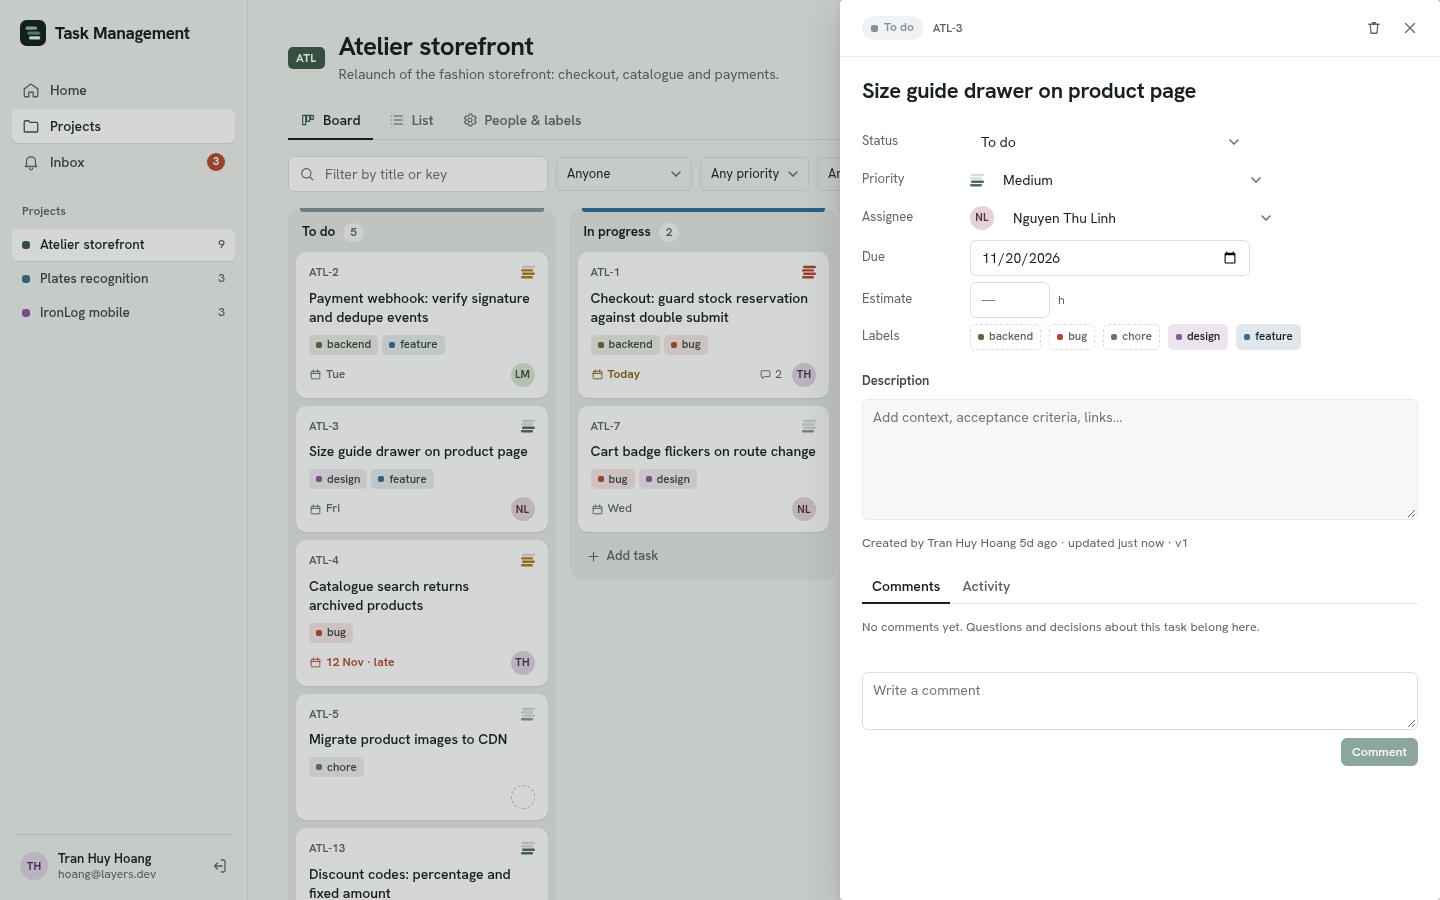 Task Management
Home
Projects
Inbox
3
Projects
Atelier storefront
9
Plates recognition
3
IronLog mobile
3
TH
Tran Huy Hoang
hoang@layers.dev
ATL
Atelier storefront
Relaunch of the fashion storefront: checkout, catalogue and payments.
Board
List
People & labels
Filter by title or key
Anyone
Any priority
To do 5
ATL-2
Payment webhook: verify signature
and dedupe events
backend
feature
Tue
LM
ATL-3
Size guide drawer on product page
design
feature
Fri
NL
ATL-4
Catalogue search returns
archived products
bug
12 Nov · late
TH
ATL-5
Migrate product images to CDN
chore
ATL-13
Discount codes: percentage and
fixed amount
In progress 2
ATL-1
Checkout: guard stock reservation
against double submit
backend
bug
Today
2
TH
ATL-7
Cart badge flickers on route change
bug
design
Wed
NL
Add task
To do
ATL-3
Size guide drawer on product page
Status
To do
Priority
Medium
Assignee
NL
Nguyen Thu Linh
Due
11/20/2026
Estimate
— h
Labels
backend
bug
chore
design
feature
Description
Add context, acceptance criteria, links...
Created by Tran Huy Hoang 5d ago · updated just now · v1
Comments
Activity
No comments yet. Questions and decisions about this task belong here.
Write a comment
Comment